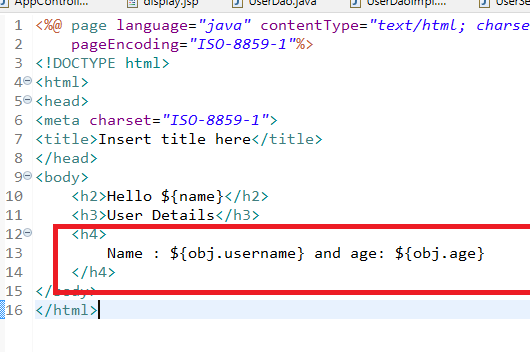 AppControll... display.jsp UserDao.java UserDaoImpl.... UserSe
1 <%@ page language="java" contentType="text/html; charse
2 pageEncoding="ISO-8859-1"%>
3 <!DOCTYPE html>
4 <html>
5 <head>
6 <meta charset="ISO-8859-1">
7 <title>Insert title here</title>
8 </head>
9 <body>
10 <h2>Hello ${name}</h2>
11 <h3>User Details</h3>
12 <h4>
13 Name : ${obj.username} and age: ${obj.age}
14 </h4>
15 </body>
16 </html>